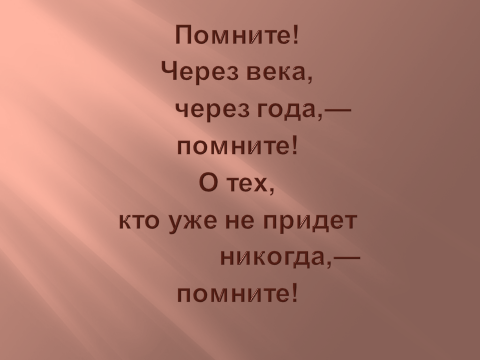 Помните!
Через века,
через года,—
помните!
О тех,
кто уже не придет
никогда,—
помните!